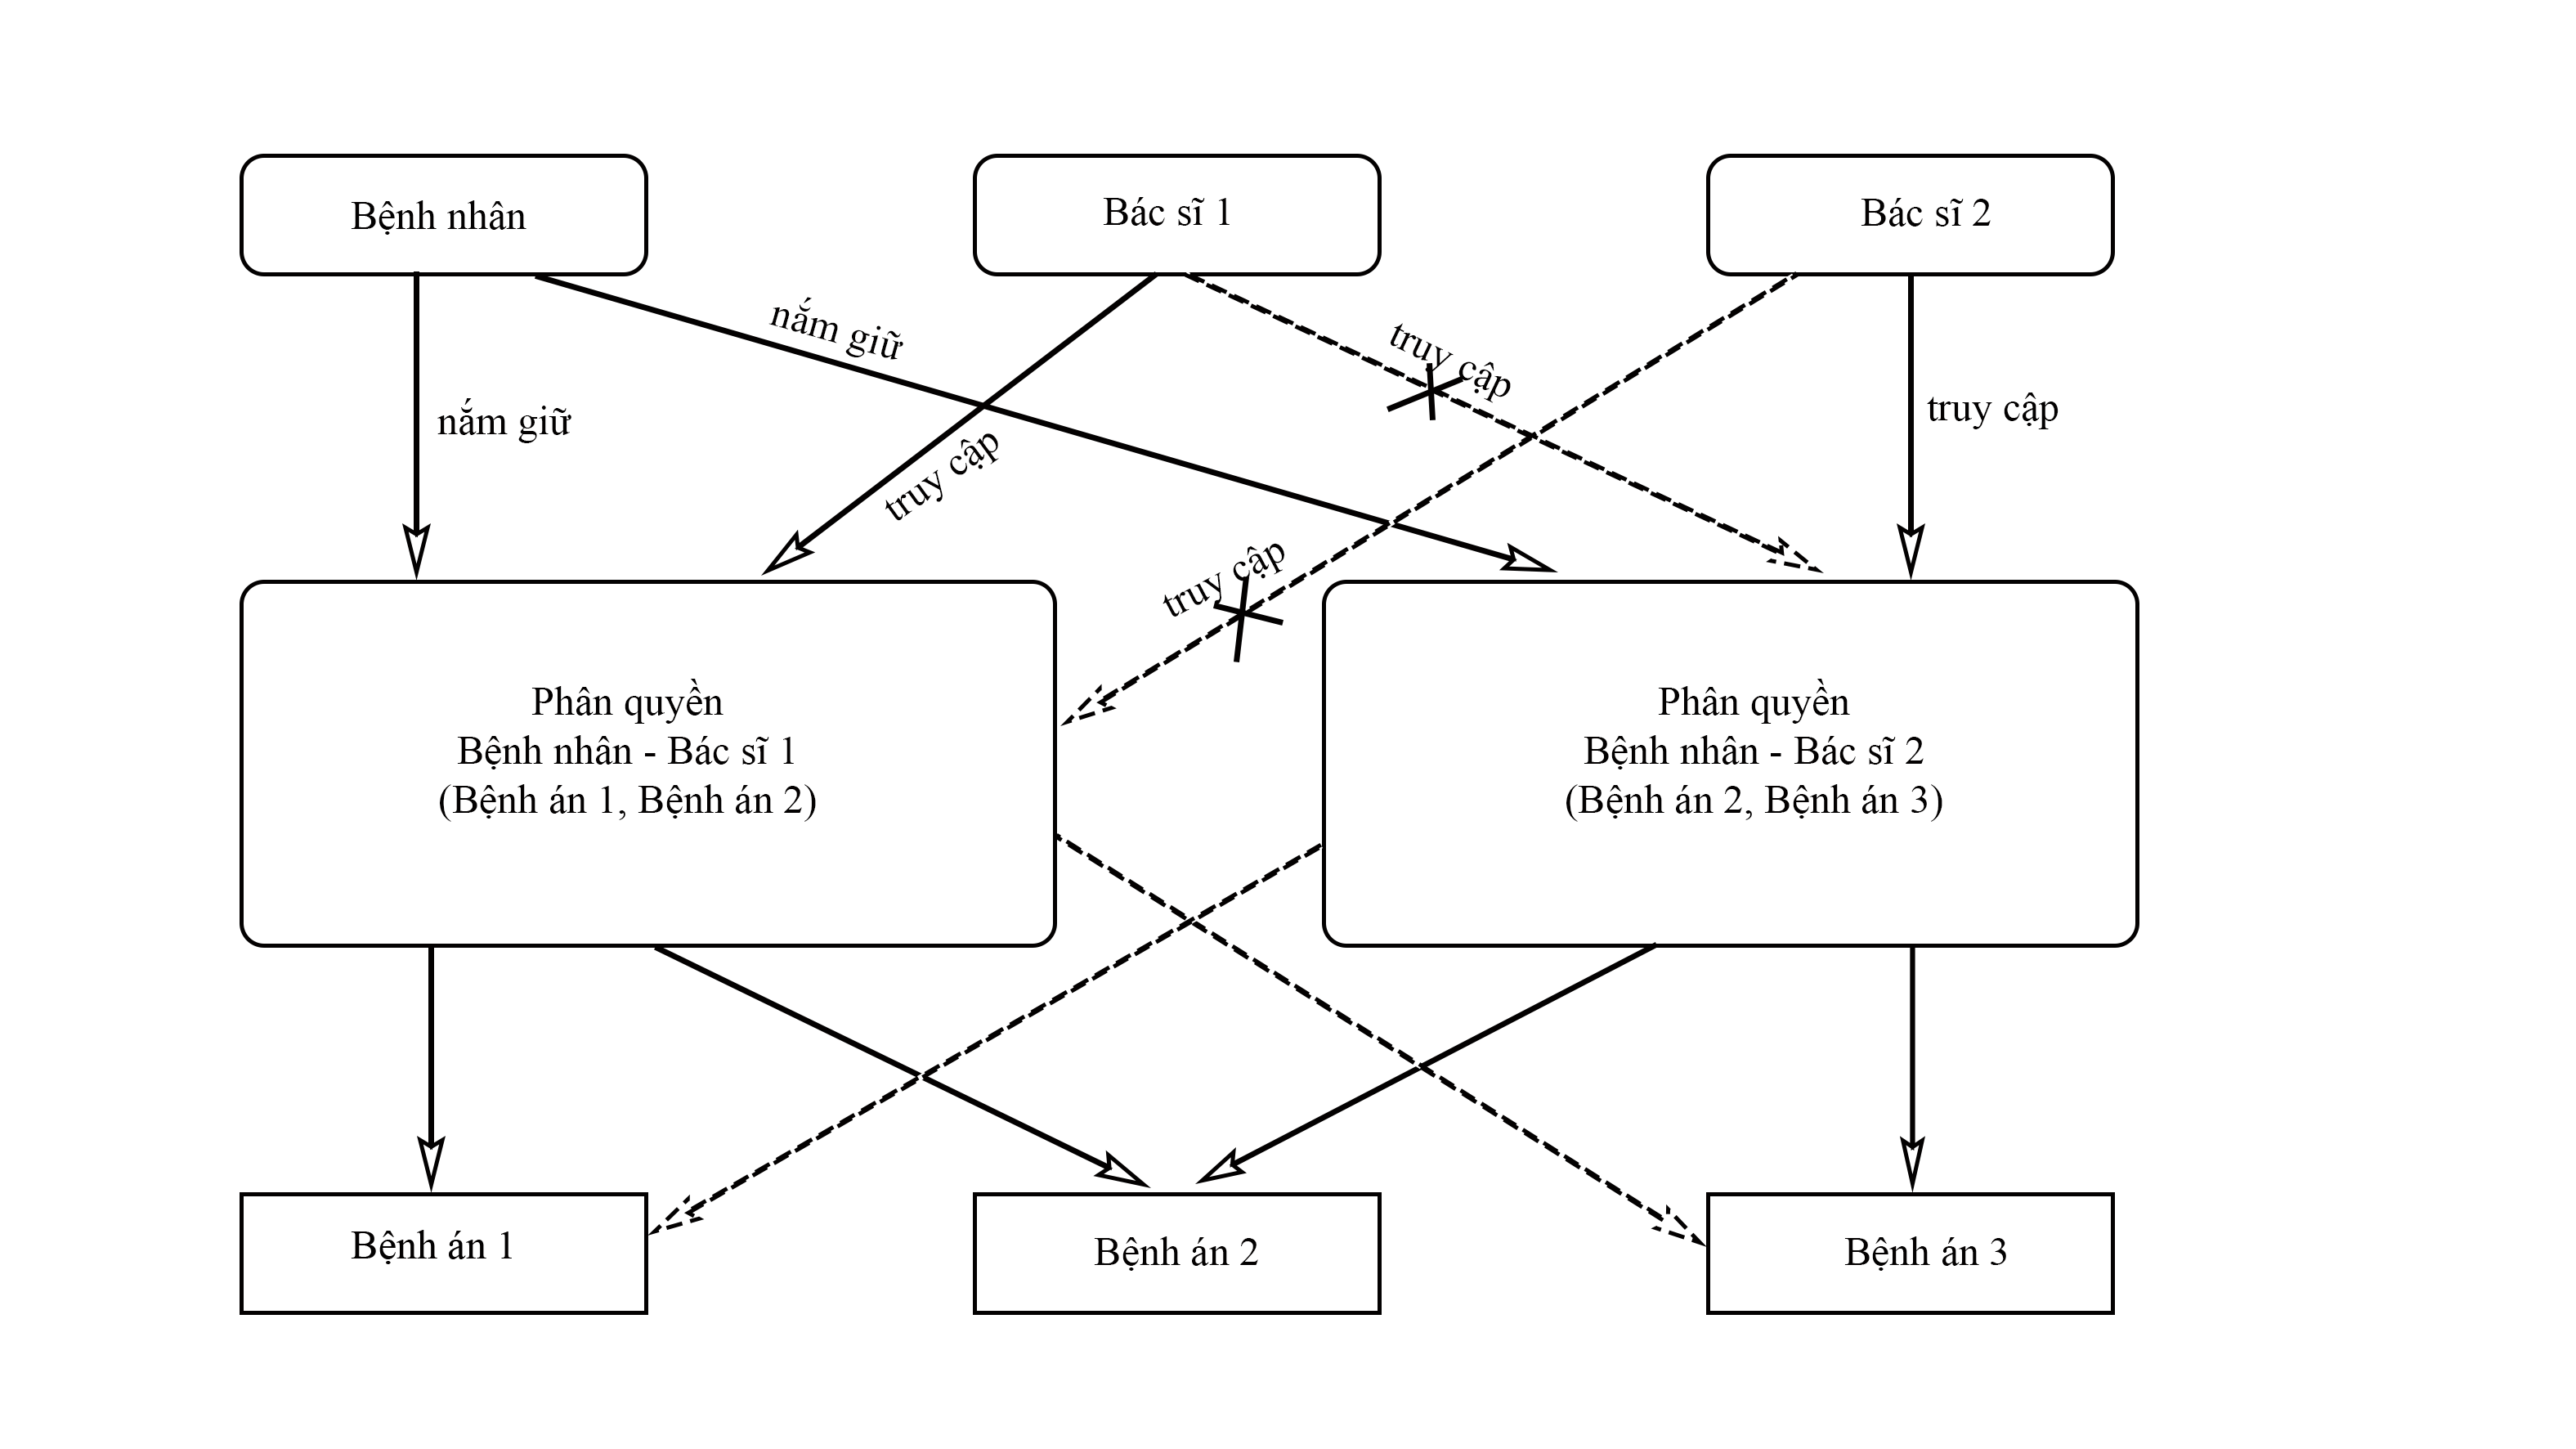 Bệnh nhân
Bác sĩ 1
Bác sĩ 2
nắm giữ
nắm giữ
truy cập
truy cập
truy cập
truy cập
Phân quyền
Bệnh nhân - Bác sĩ 1
(Bệnh án 1, Bệnh án 2)
Phân quyền
Bệnh nhân - Bác sĩ 2
(Bệnh án 2, Bệnh án 3)
Bệnh án 1
Bệnh án 2
Bệnh án 3